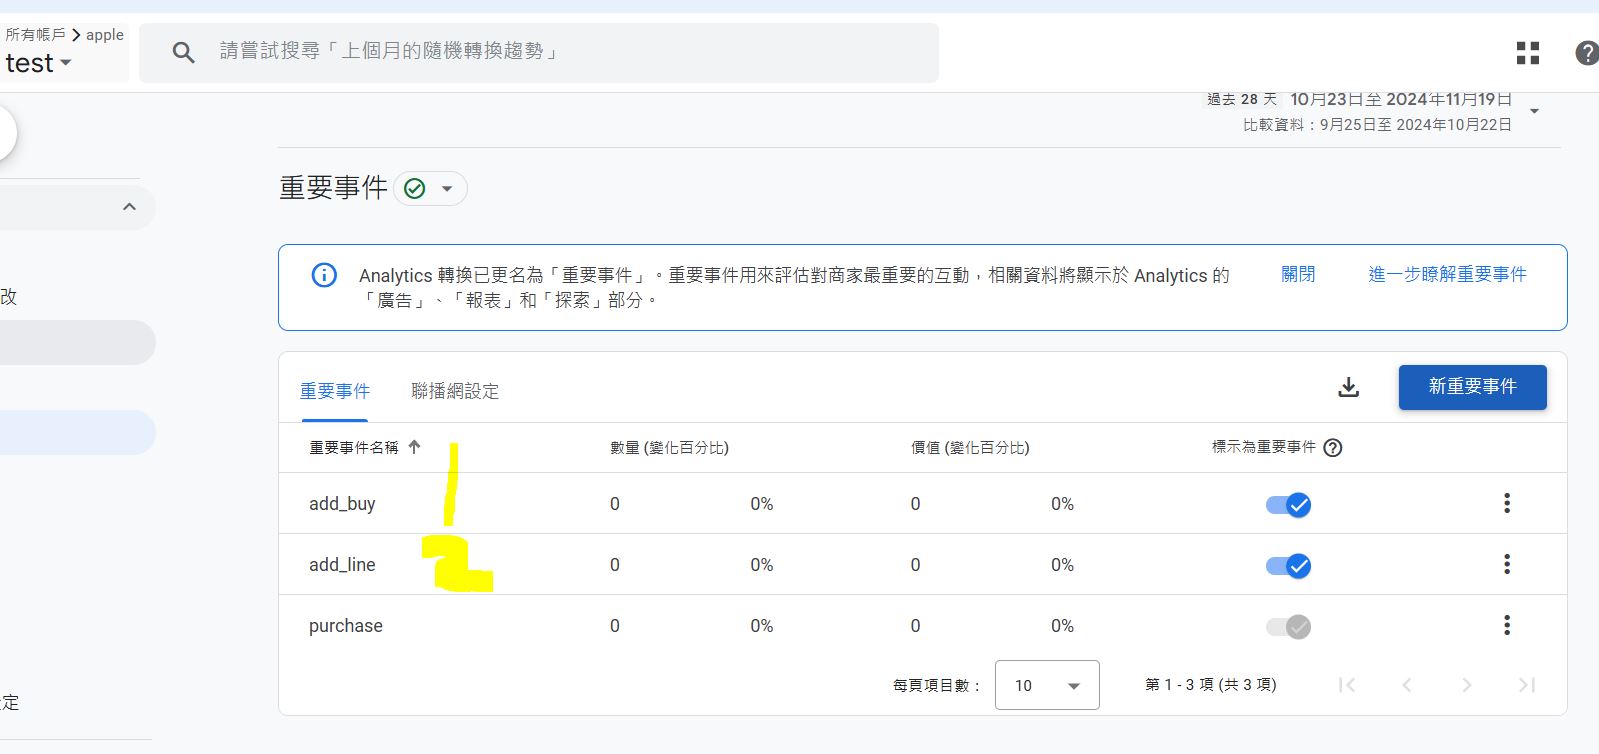 所有帳戶 > apple
test
請嘗試搜尋「上個月的隨機轉換趨勢」
過去 28 天 10月23日至 2024年11月19日
比較資料：9月25日至 2024年10月22日
重要事件
Analytics 轉換已更名為「重要事件」。重要事件用來評估對商家最重要的互動，相關資料將顯示於 Analytics 的
「廣告」、「報表」和「探索」部分。
關閉
進一步瞭解重要事件
改
重要事件 聯播網設定
新重要事件
重要事件名稱 數量 (變化百分比) 價值 (變化百分比) 標示為重要事件
1
add_buy 0 0% 0 0%
2
add_line 0 0% 0 0%
purchase 0 0% 0 0%
每頁項目數： 10 第 1 - 3 項 (共 3 項)
定